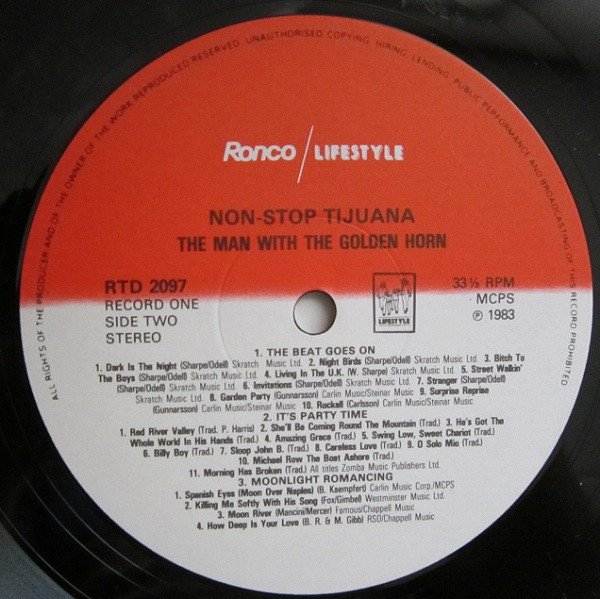 ALL RIGHTS OF THE PRODUCER AND OF THE OWNER OF THE WORK REPRODUCED RESERVED. UNAUTHORISED COPYING, HIRING, LENDING, PUBLIC PERFORMANCE AND BROADCASTING OF THIS RECORD PROHIBITED
Ronco / LIFESTYLE
NON-STOP TIJUANA
THE MAN WITH THE GOLDEN HORN
RTD 2097
RECORD ONE
SIDE TWO
STEREO
LIFESTYLE
33⅓ RPM
MCPS
℗ 1983
1. THE BEAT GOES ON
1. Dark Is The Night (Sharpe/Odell) Skratch Music Ltd. 2. Night Birds (Sharpe/Odell) Skratch Music Ltd. 3. Bitch To
The Boys (Sharpe/Odell) Skratch Music Ltd. 4. Living In The U.K. (W. Sharpe) Skratch Music Ltd. 5. Street Walkin'
(Sharpe/Odell) Skratch Music Ltd. 6. Invitations (Sharpe/Odell) Skratch Music Ltd. 7. Stranger (Sharpe/Odell)
Skratch Music Ltd. 8. Garden Party (Gunnarsson) Carlin Music/Steinar Music 9. Surprise Reprise
(Gunnarsson) Carlin Music/Steinar Music 10. Rockall (Carlsson) Carlin Music/Steinar Music
2. IT'S PARTY TIME
1. Red River Valley (Trad. P. Harris) 2. She'll Be Coming Round The Mountain (Trad.) 3. He's Got The
Whole World In His Hands (Trad.) 4. Amazing Grace (Trad.) 5. Swing Low, Sweet Chariot (Trad.)
6. Billy Boy (Trad.) 7. Sloop John B. (Trad.) 8. Careless Love (Trad.) 9. O Solo Mio (Trad.)
10. Michael Row The Boat Ashore (Trad.)
11. Morning Has Broken (Trad.) All titles Zomba Music Publishers Ltd.
3. MOONLIGHT ROMANCING
1. Spanish Eyes (Moon Over Naples) (B. Kaempfert) Carlin Music Corp./MCPS
2. Killing Me Softly With His Song (Fox/Gimbel) Westminster Music Ltd.
3. Moon River (Mancini/Mercer) Famous/Chappell Music
4. How Deep Is Your Love (B. R. & M. Gibb) RSO/Chappell Music